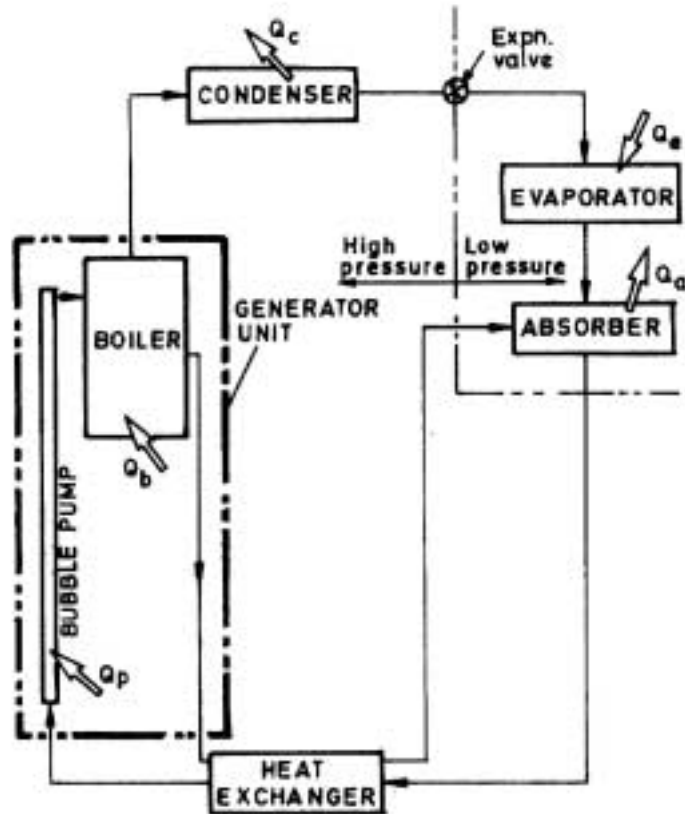 Qc
Expn.
valve
CONDENSER
Qe
EVAPORATOR
High
pressure
Low
pressure
Qa
GENERATOR
UNIT
BOILER
ABSORBER
Qb
BUBBLE PUMP
Qp
HEAT
EXCHANGER